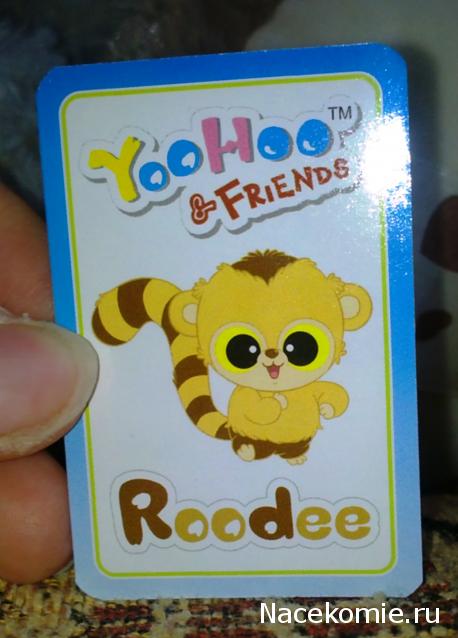 YooHoo™
& FRIENDS
Roodee
Nacekomie.ru